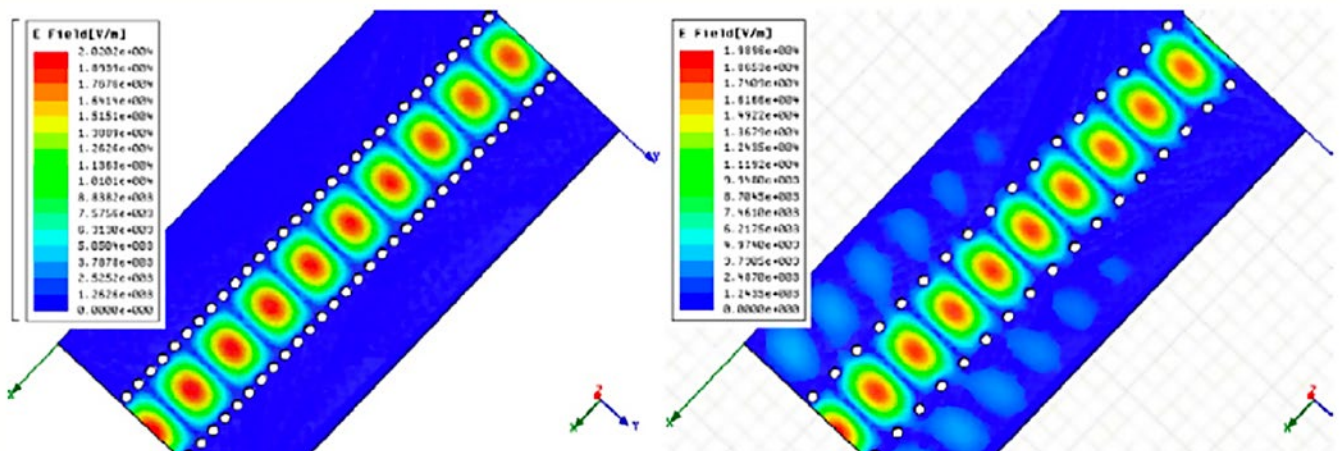 E Field[V/m]
2.0202e+004
1.8939e+004
1.7676e+004
1.6414e+004
1.5151e+004
1.3889e+004
1.2626e+004
1.1363e+004
1.0101e+004
8.8382e+003
7.5756e+003
6.3130e+003
5.0504e+003
3.7878e+003
2.5252e+003
1.2626e+003
0.0000e+000
Y
X
Z
X
Y
E Field[V/m]
1.9896e+004
1.8653e+004
1.7409e+004
1.6166e+004
1.4922e+004
1.3679e+004
1.2435e+004
1.1192e+004
9.9480e+003
8.7045e+003
7.4610e+003
6.2175e+003
4.9740e+003
3.7305e+003
2.4870e+003
1.2435e+003
0.0000e+000
X
Z
X